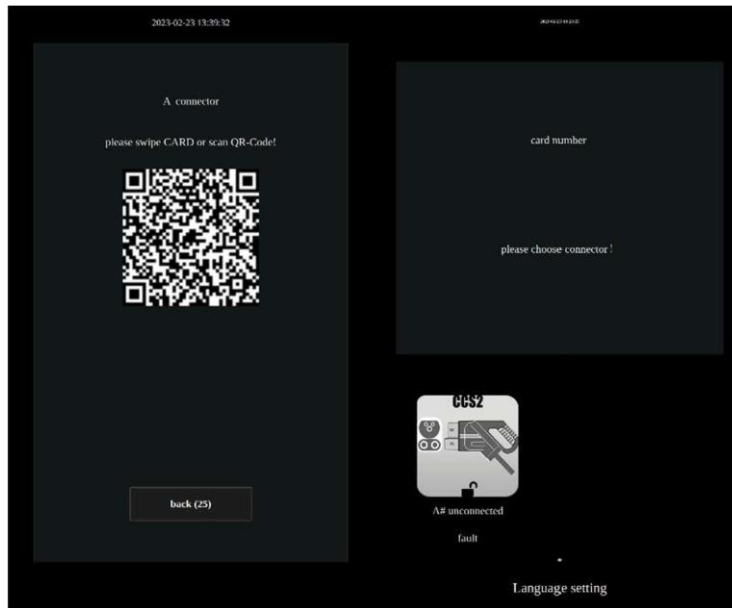 2023-02-23 13:39:32
A connector
please swipe CARD or scan QR-Code!
back (25)
card number
please choose connector !
CCS2
A# unconnected
fault
Language setting